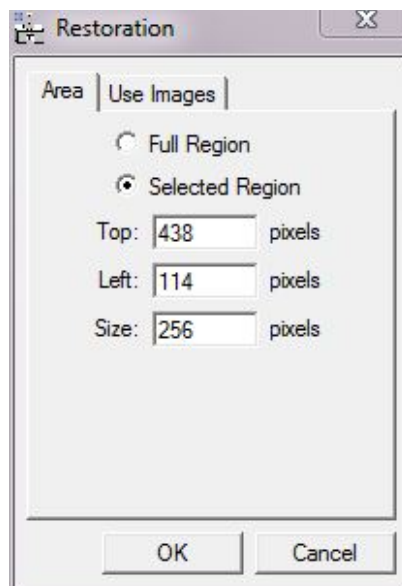 Restoration
Area Use Images
Full Region
Selected Region
Top: 438 pixels
Left: 114 pixels
Size: 256 pixels
OK Cancel